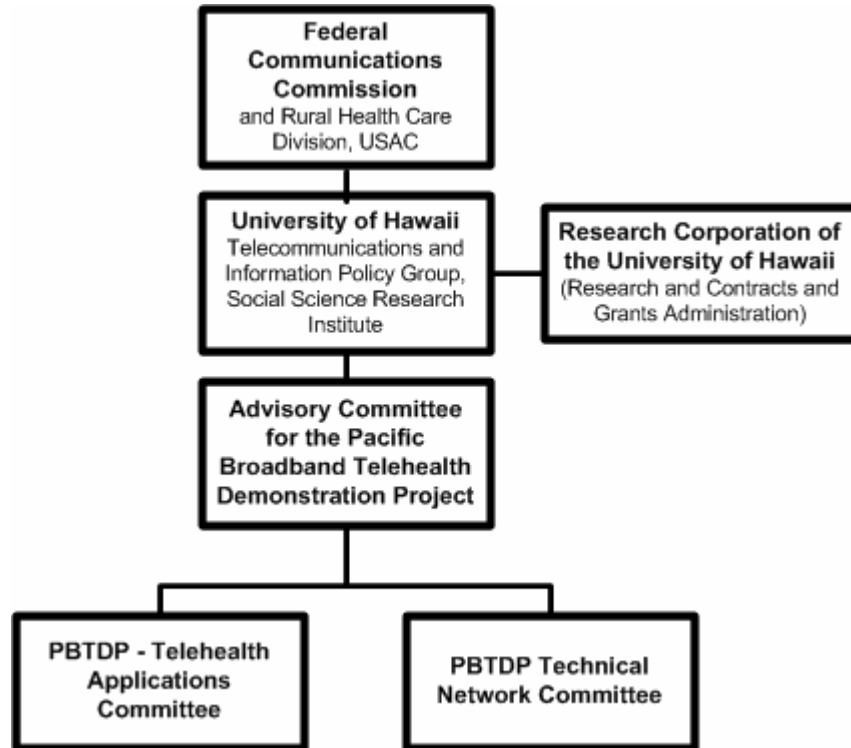 Federal
Communications
Commission
and Rural Health Care
Division, USAC
University of Hawaii
Telecommunications and
Information Policy Group,
Social Science Research
Institute
Research Corporation of
the University of Hawaii
(Research and Contracts and
Grants Administration)
Advisory Committee
for the Pacific
Broadband Telehealth
Demonstration Project
PBTDP - Telehealth
Applications
Committee
PBTDP Technical
Network Committee